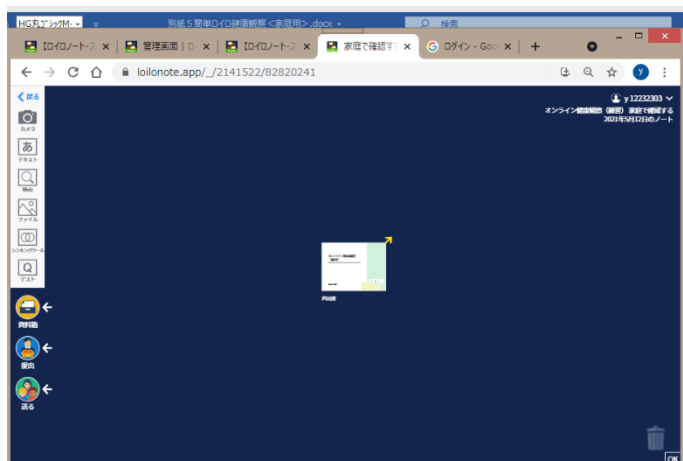 HG丸ゴシックM-
別紙５簡単ロイロ健康観察＜家庭用＞.docx
検索
【ロイロノート・ス
管理画面 | ロ
【ロイロノート・ス
家庭で確認す
ログイン - Goo
loilonote.app/_/2141522/82820241
y
戻る
y 12232303
オンライン健康観察（練習） 家庭で確認する
2021年5月12日のノート
カメラ
あ
テキスト
Web
ファイル
シンキングツール
Q
テスト
資料箱
提出
送る
OK